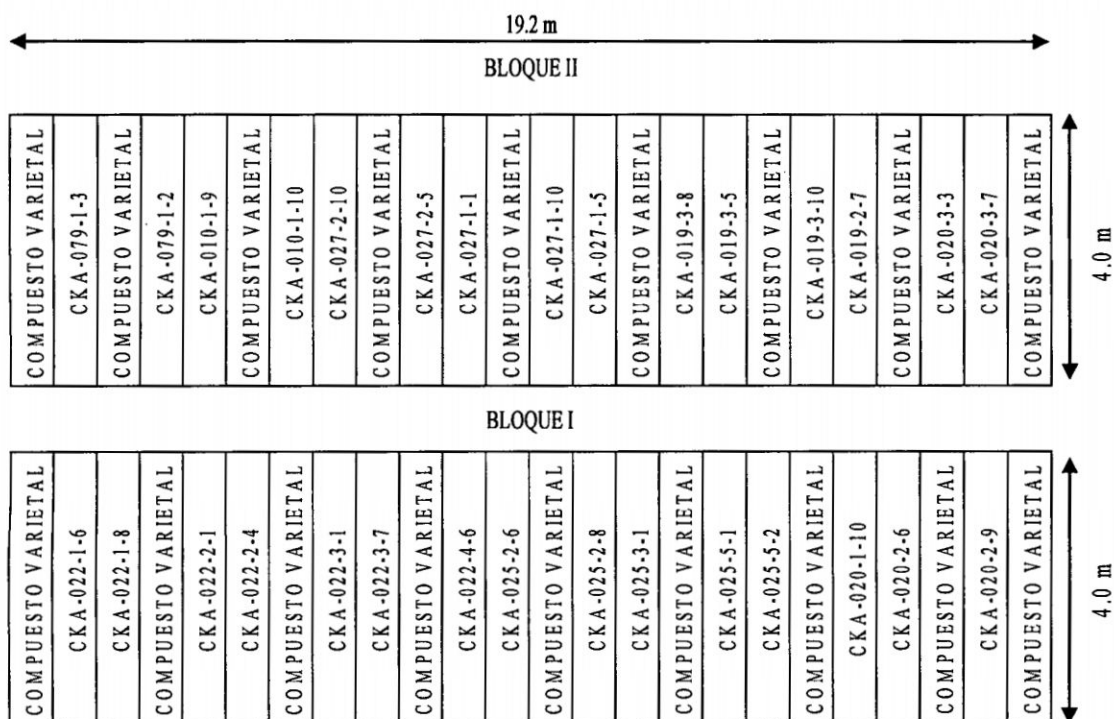 19.2 m
BLOQUE II
COMPUESTO VARIETAL
CKA-079-1-3
COMPUESTO VARIETAL
CKA-079-1-2
CKA-010-1-9
COMPUESTO VARIETAL
CKA-010-1-10
CKA-027-2-10
COMPUESTO VARIETAL
CKA-027-2-5
CKA-027-1-1
COMPUESTO VARIETAL
CKA-027-1-10
CKA-027-1-5
COMPUESTO VARIETAL
CKA-019-3-8
CKA-019-3-5
COMPUESTO VARIETAL
CKA-019-3-10
CKA-019-2-7
COMPUESTO VARIETAL
CKA-020-3-3
CKA-020-3-7
COMPUESTO VARIETAL
4.0 m
BLOQUE I
COMPUESTO VARIETAL
CKA-022-1-6
CKA-022-1-8
COMPUESTO VARIETAL
CKA-022-2-1
CKA-022-2-4
COMPUESTO VARIETAL
CKA-022-3-1
CKA-022-3-7
COMPUESTO VARIETAL
CKA-022-4-6
CKA-025-2-6
COMPUESTO VARIETAL
CKA-025-2-8
CKA-025-3-1
COMPUESTO VARIETAL
CKA-025-5-1
CKA-025-5-2
COMPUESTO VARIETAL
CKA-020-1-10
CKA-020-2-6
COMPUESTO VARIETAL
CKA-020-2-9
COMPUESTO VARIETAL
4.0 m